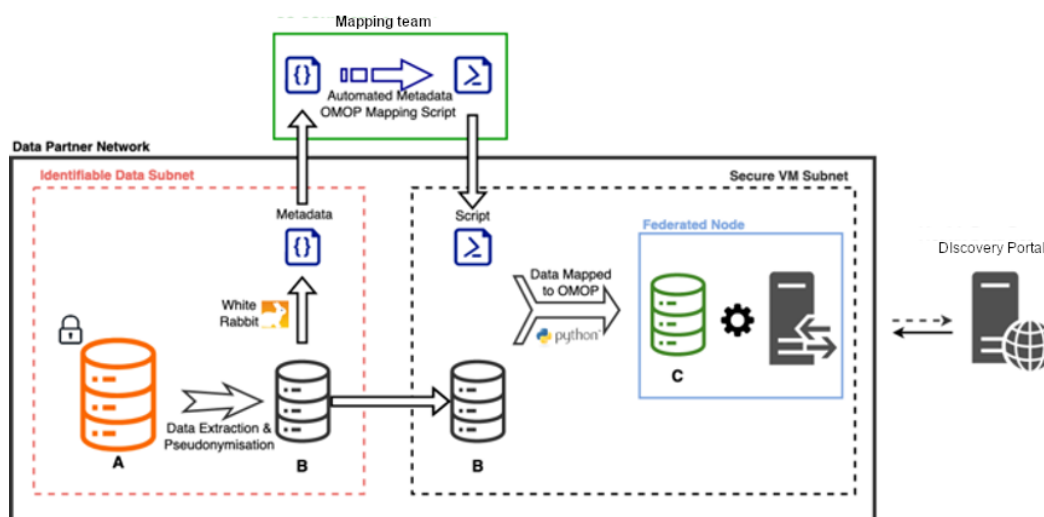 Mapping team
{}
Automated Metadata
OMOP Mapping Script
Data Partner Network
Identifiable Data Subnet
Secure VM Subnet
Metadata
{}
Script
Federated Node
Discovery Portal
White
Rabbit
Data Mapped
to OMOP
python
Data Extraction &
Pseudonymisation
A
B
B
C